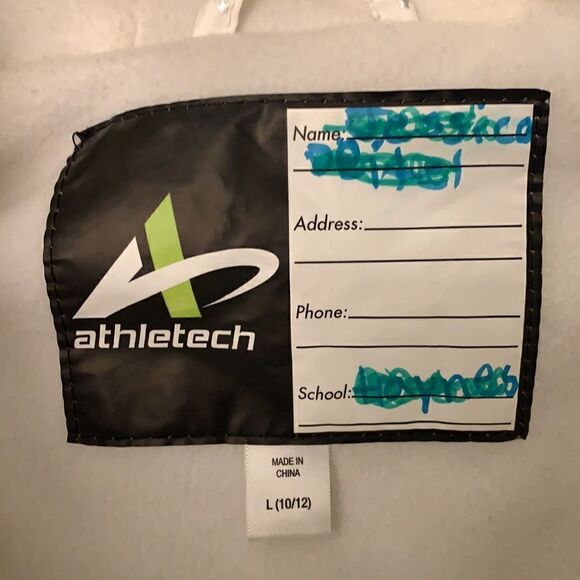 Name:
Address:
Phone:
School:
athletech
MADE IN
CHINA
L (10/12)